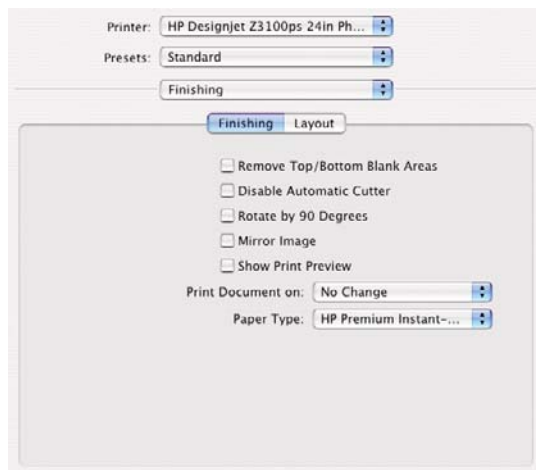 Printer: HP Designjet Z3100ps 24in Ph...
Presets: Standard
Finishing
Finishing Layout
Remove Top/Bottom Blank Areas
Disable Automatic Cutter
Rotate by 90 Degrees
Mirror Image
Show Print Preview
Print Document on: No Change
Paper Type: HP Premium Instant-...